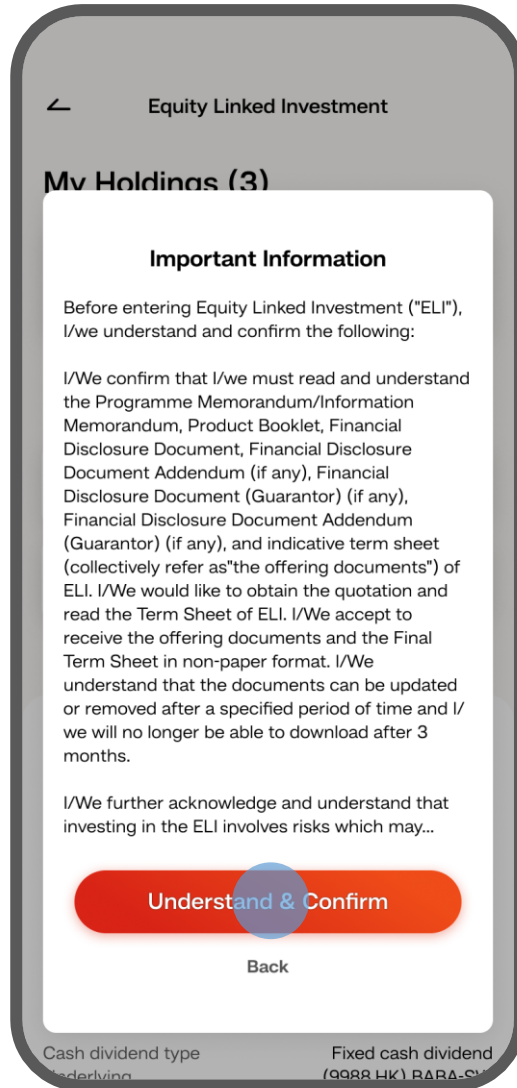 Equity Linked Investment
My Holdings (3)
Important Information
Before entering Equity Linked Investment ("ELI"),
I/we understand and confirm the following:
I/We confirm that I/we must read and understand
the Programme Memorandum/Information
Memorandum, Product Booklet, Financial
Disclosure Document, Financial Disclosure
Document Addendum (if any), Financial
Disclosure Document (Guarantor) (if any),
Financial Disclosure Document Addendum
(Guarantor) (if any), and indicative term sheet
(collectively refer as"the offering documents") of
ELI. I/We would like to obtain the quotation and
read the Term Sheet of ELI. I/We accept to
receive the offering documents and the Final
Term Sheet in non-paper format. I/We
understand that the documents can be updated
or removed after a specified period of time and I/
we will no longer be able to download after 3
months.
I/We further acknowledge and understand that
investing in the ELI involves risks which may...
Understand & Confirm
Back
Cash dividend type
Fixed cash dividend
Underlying
(9988 HK) BABA-SW